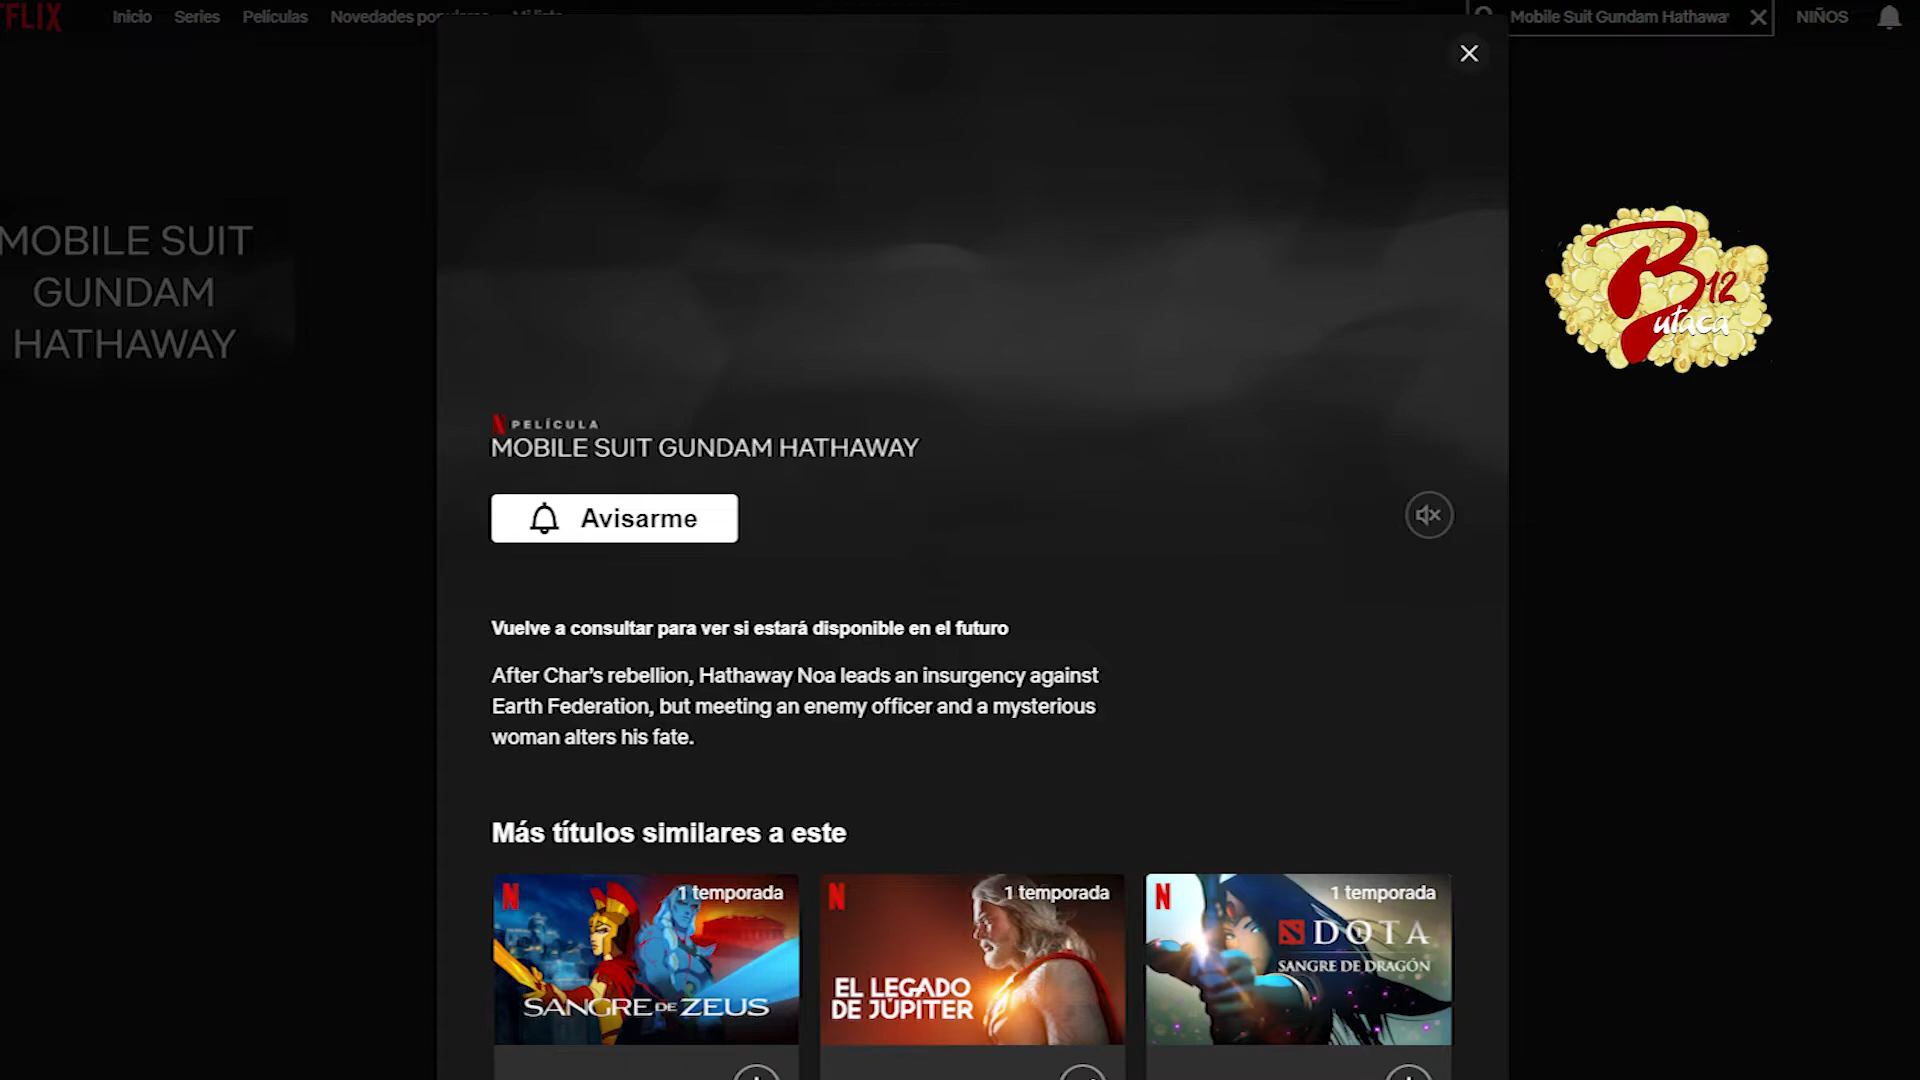 FLIX
Inicio
Series
Películas
Novedades
Mobile Suit Gundam Hathaway
NIÑOS
MOBILE SUIT
GUNDAM
HATHAWAY
B12
utaca
N PELÍCULA
MOBILE SUIT GUNDAM HATHAWAY
Avisarme
Vuelve a consultar para ver si estará disponible en el futuro
After Char's rebellion, Hathaway Noa leads an insurgency against
Earth Federation, but meeting an enemy officer and a mysterious
woman alters his fate.
Más títulos similares a este
N
1 temporada
SANGRE DE ZEUS
N
1 temporada
EL LEGADO
DE JÚPITER
N
1 temporada
DOTA
SANGRE DE DRAGÓN